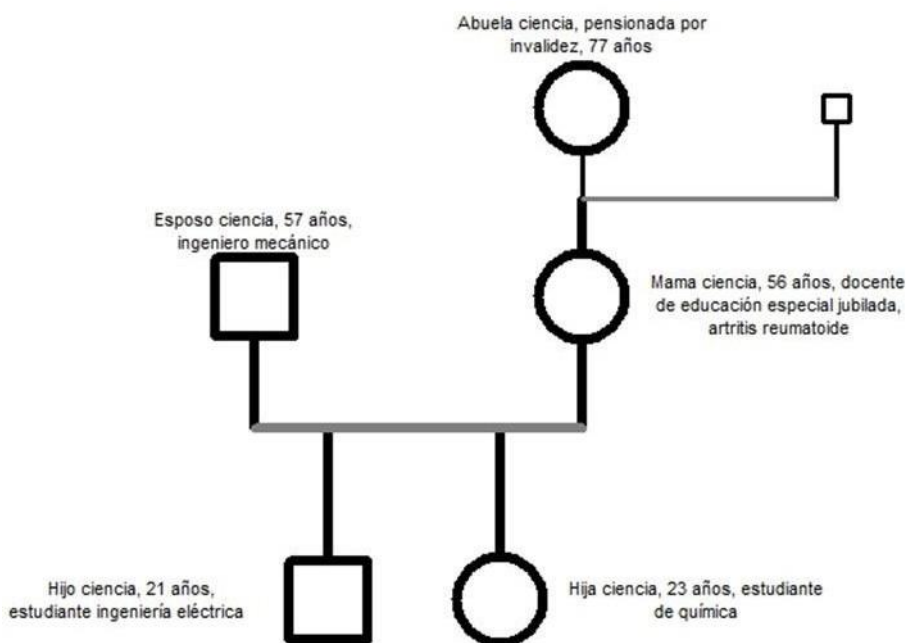 Abuela ciencia, pensionada por
invalidez, 77 años
Esposo ciencia, 57 años,
ingeniero mecánico
Mama ciencia, 56 años, docente
de educación especial jubilada,
artritis reumatoide
Hijo ciencia, 21 años,
estudiante ingeniería eléctrica
Hija ciencia, 23 años, estudiante
de química